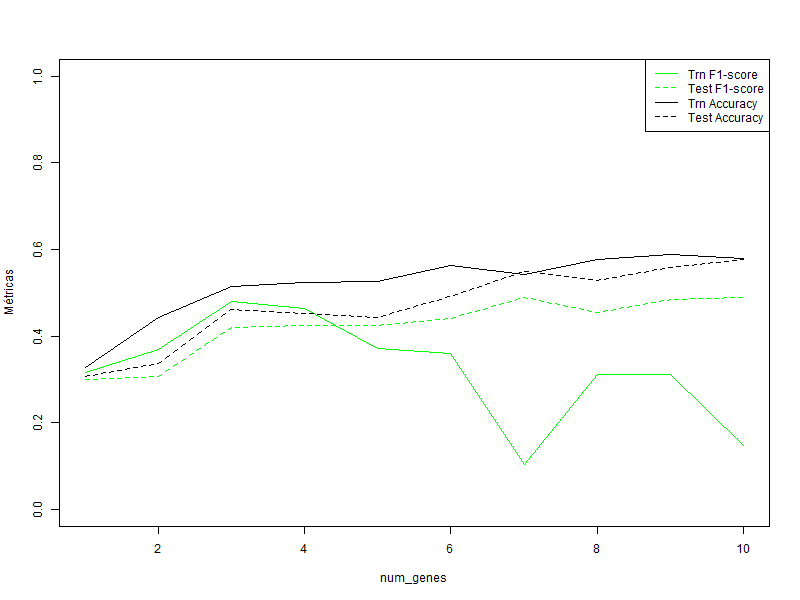 Trn F1-score
Test F1-score
Trn Accuracy
Test Accuracy
Métricas
1.0
0.8
0.6
0.4
0.2
0.0
2
4
6
8
10
num_genes